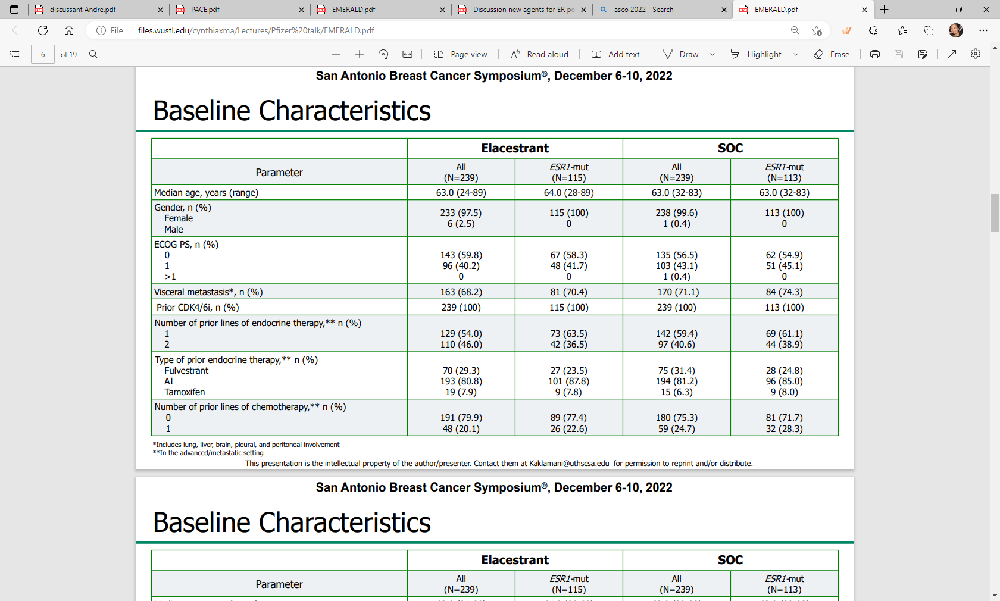 discussant Andre.pdf
PACE.pdf
EMERALD.pdf
Discussion new agents for ER po
asco 2022 - Search
EMERALD.pdf
File
files.wustl.edu/cynthiaxma/Lectures/Pfizer%20talk/EMERALD.pdf
6 of 19
Page view
Read aloud
Add text
Draw
Highlight
Erase
San Antonio Breast Cancer Symposium®, December 6-10, 2022
Baseline Characteristics
Elacestrant SOC
Parameter All (N=239) ESR1-mut (N=115) All (N=239) ESR1-mut (N=113)
Median age, years (range) 63.0 (24-89) 64.0 (28-89) 63.0 (32-83) 63.0 (32-83)
Gender, n (%)
Female 233 (97.5) 115 (100) 238 (99.6) 113 (100)
Male 6 (2.5) 0 1 (0.4) 0
ECOG PS, n (%)
0 143 (59.8) 67 (58.3) 135 (56.5) 62 (54.9)
1 96 (40.2) 48 (41.7) 103 (43.1) 51 (45.1)
>1 0 0 1 (0.4) 0
Visceral metastasis*, n (%) 163 (68.2) 81 (70.4) 170 (71.1) 84 (74.3)
Prior CDK4/6i, n (%) 239 (100) 115 (100) 239 (100) 113 (100)
Number of prior lines of endocrine therapy,** n (%)
1 129 (54.0) 73 (63.5) 142 (59.4) 69 (61.1)
2 110 (46.0) 42 (36.5) 97 (40.6) 44 (38.9)
Type of prior endocrine therapy,** n (%)
Fulvestrant 70 (29.3) 27 (23.5) 75 (31.4) 28 (24.8)
AI 193 (80.8) 101 (87.8) 194 (81.2) 96 (85.0)
Tamoxifen 19 (7.9) 9 (7.8) 15 (6.3) 9 (8.0)
Number of prior lines of chemotherapy,** n (%)
0 191 (79.9) 89 (77.4) 180 (75.3) 81 (71.7)
1 48 (20.1) 26 (22.6) 59 (24.7) 32 (28.3)
*Includes lung, liver, brain, pleural, and peritoneal involvement
**In the advanced/metastatic setting
This presentation is the intellectual property of the author/presenter. Contact them at Kaklamani@uthscsa.edu for permission to reprint and/or distribute.
San Antonio Breast Cancer Symposium®, December 6-10, 2022
Baseline Characteristics
Elacestrant SOC
Parameter All (N=239) ESR1-mut (N=115) All (N=239) ESR1-mut (N=113)